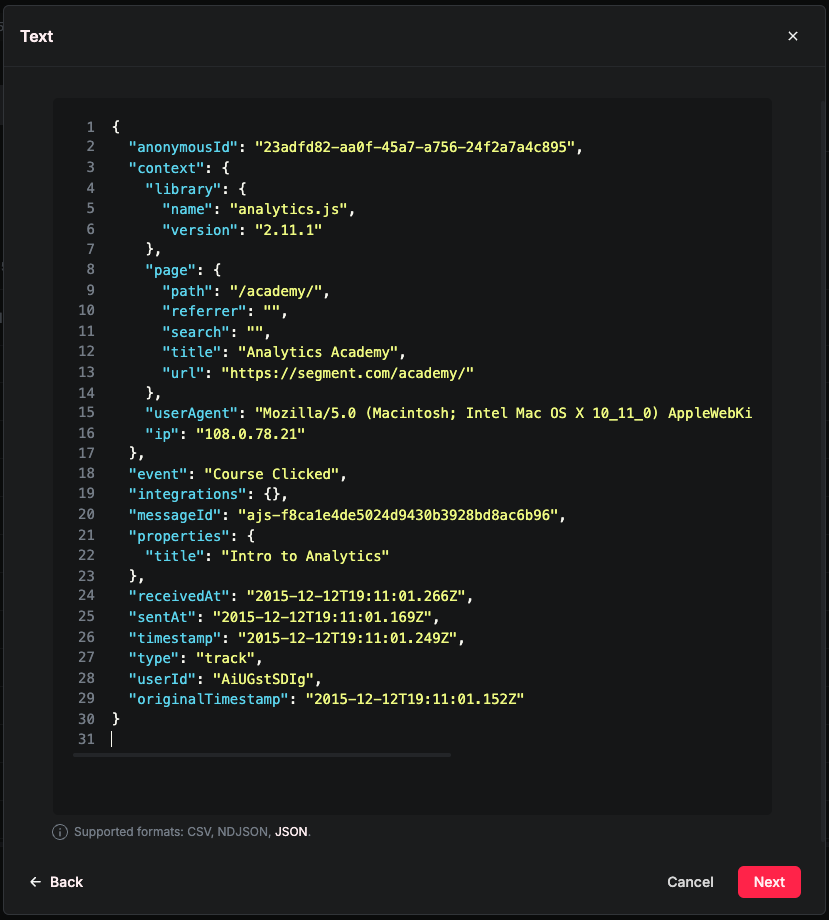 Text
1 {
2   "anonymousId": "23adfd82-aa0f-45a7-a756-24f2a7a4c895",
3   "context": {
4     "library": {
5       "name": "analytics.js",
6       "version": "2.11.1"
7     },
8     "page": {
9       "path": "/academy/",
10       "referrer": "",
11       "search": "",
12       "title": "Analytics Academy",
13       "url": "https://segment.com/academy/"
14     },
15     "userAgent": "Mozilla/5.0 (Macintosh; Intel Mac OS X 10_11_0) AppleWebKi
16     "ip": "108.0.78.21"
17   },
18   "event": "Course Clicked",
19   "integrations": {},
20   "messageId": "ajs-f8ca1e4de5024d9430b3928bd8ac6b96",
21   "properties": {
22     "title": "Intro to Analytics"
23   },
24   "receivedAt": "2015-12-12T19:11:01.266Z",
25   "sentAt": "2015-12-12T19:11:01.169Z",
26   "timestamp": "2015-12-12T19:11:01.249Z",
27   "type": "track",
28   "userId": "AiUGstSDIg",
29   "originalTimestamp": "2015-12-12T19:11:01.152Z"
30 }
31
Supported formats: CSV, NDJSON, JSON.
← Back
Cancel
Next